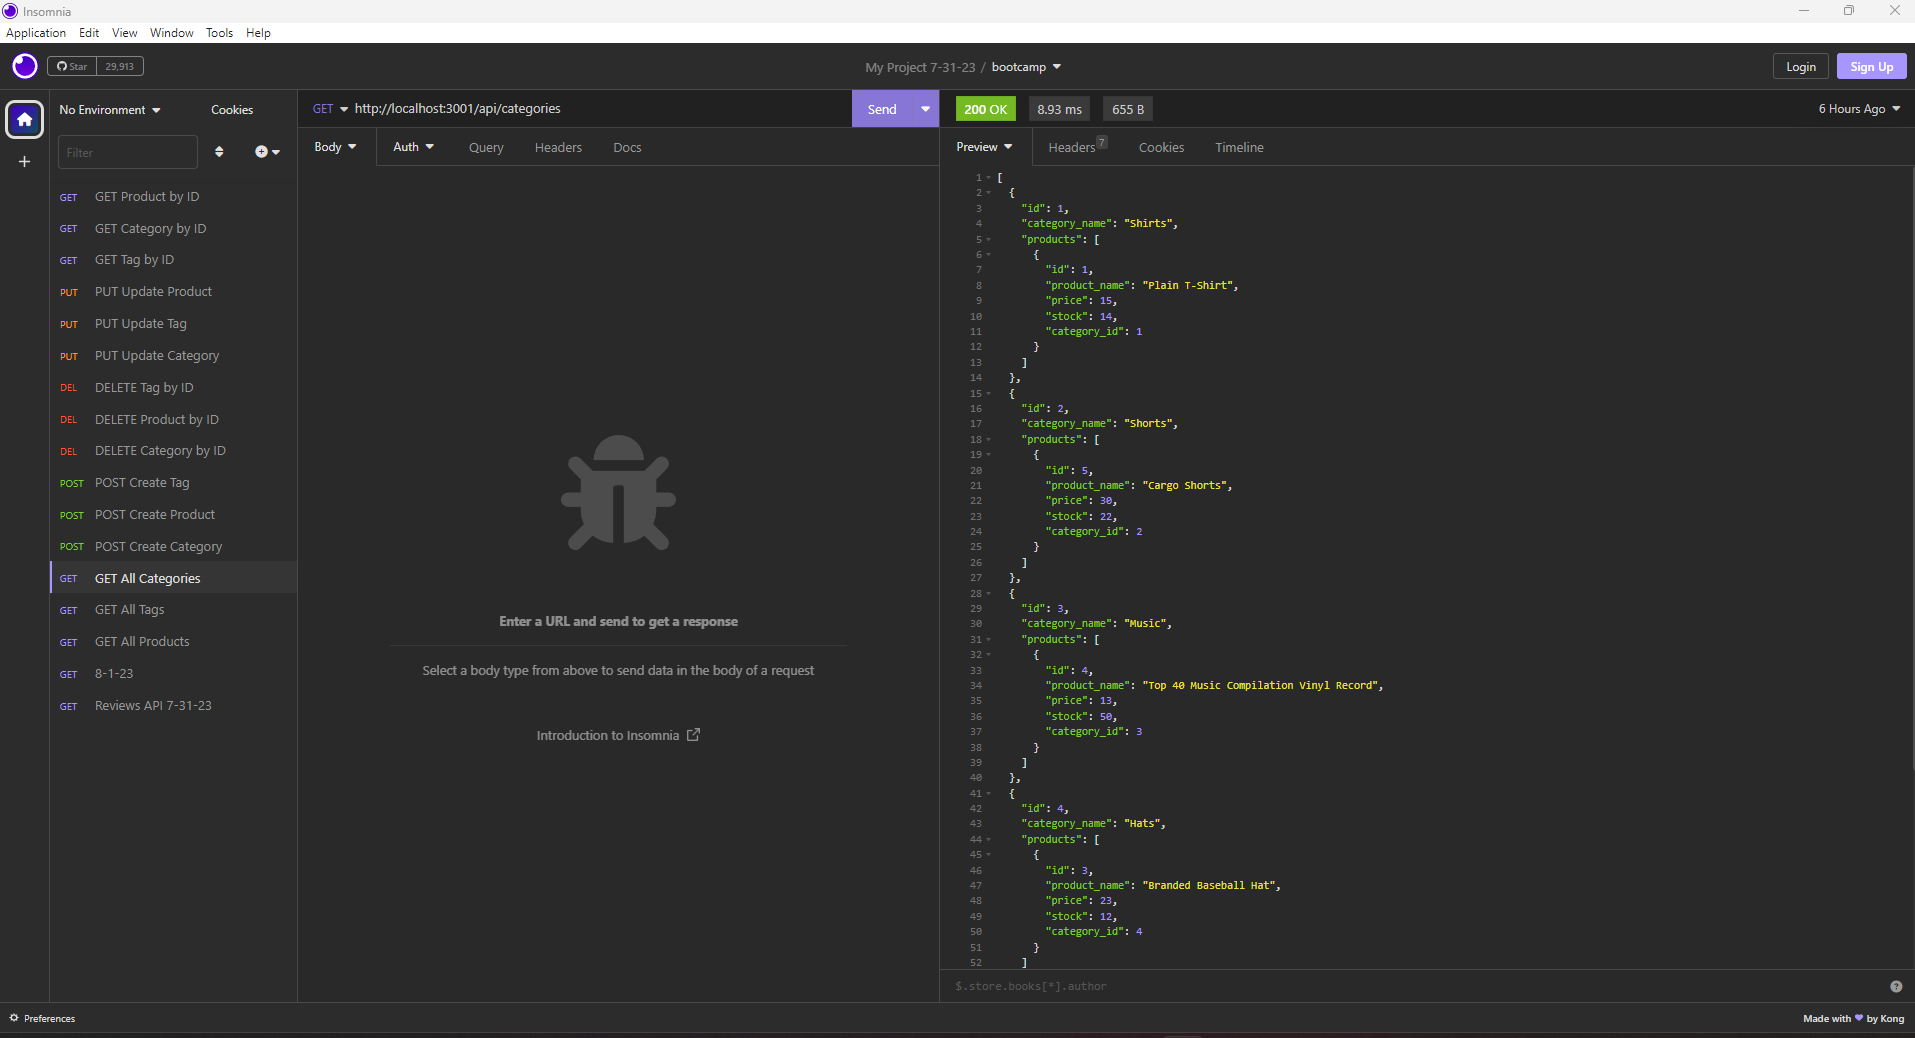 Insomnia
Application Edit View Window Tools Help
Star 29,913
My Project 7-31-23 / bootcamp
Login Sign Up
No Environment Cookies
Filter
GET GET Product by ID
GET GET Category by ID
GET GET Tag by ID
PUT PUT Update Product
PUT PUT Update Tag
PUT PUT Update Category
DEL DELETE Tag by ID
DEL DELETE Product by ID
DEL DELETE Category by ID
POST POST Create Tag
POST POST Create Product
POST POST Create Category
GET GET All Categories
GET GET All Tags
GET GET All Products
GET 8-1-23
GET Reviews API 7-31-23
GET http://localhost:3001/api/categories Send
Body Auth Query Headers Docs
Enter a URL and send to get a response
Select a body type from above to send data in the body of a request
Introduction to Insomnia
200 OK 8.93 ms 655 B 6 Hours Ago
Preview Headers 7 Cookies Timeline
1 [
2 {
3 "id": 1,
4 "category_name": "Shirts",
5 "products": [
6 {
7 "id": 1,
8 "product_name": "Plain T-Shirt",
9 "price": 15,
10 "stock": 14,
11 "category_id": 1
12 }
13 ]
14 },
15 {
16 "id": 2,
17 "category_name": "Shorts",
18 "products": [
19 {
20 "id": 5,
21 "product_name": "Cargo Shorts",
22 "price": 30,
23 "stock": 22,
24 "category_id": 2
25 }
26 ]
27 },
28 {
29 "id": 3,
30 "category_name": "Music",
31 "products": [
32 {
33 "id": 4,
34 "product_name": "Top 40 Music Compilation Vinyl Record",
35 "price": 13,
36 "stock": 50,
37 "category_id": 3
38 }
39 ]
40 },
41 {
42 "id": 4,
43 "category_name": "Hats",
44 "products": [
45 {
46 "id": 3,
47 "product_name": "Branded Baseball Hat",
48 "price": 23,
49 "stock": 12,
50 "category_id": 4
51 }
52 ]
$.store.books[*].author ?
Preferences
Made with 💜 by Kong